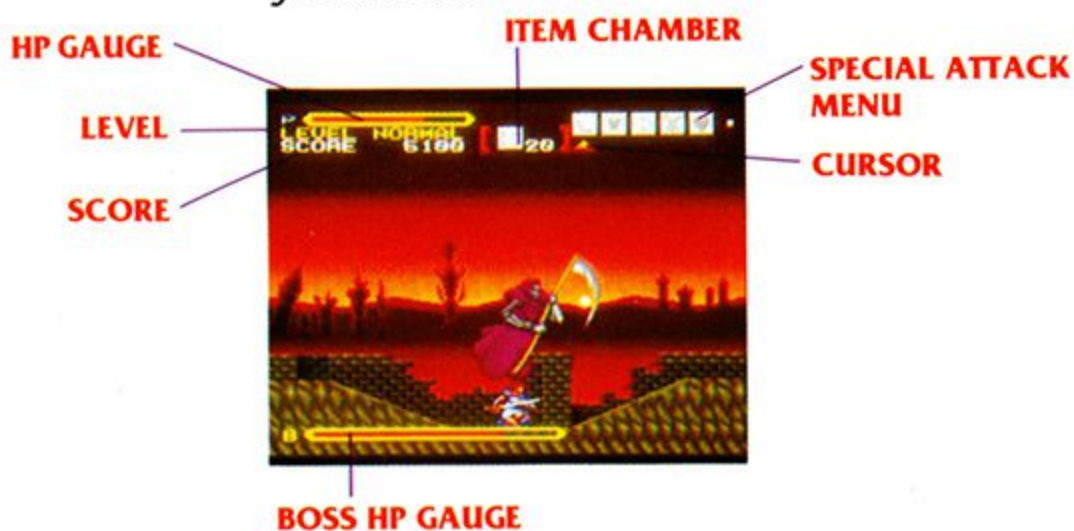 HP GAUGE
ITEM CHAMBER
SPECIAL ATTACK
MENU
LEVEL
CURSOR
SCORE
P
LEVEL NORMAL
SCORE 6100 [ 20 ]
B
BOSS HP GAUGE